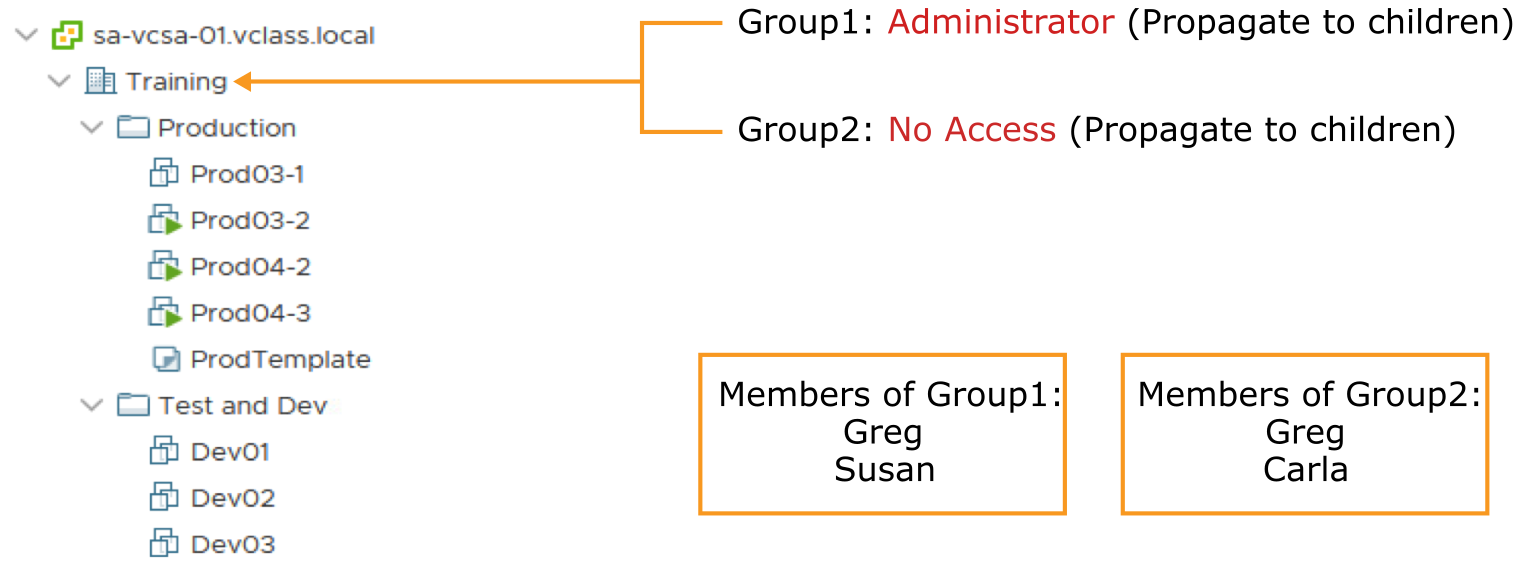 sa-vcsa-01.vclass.local
Training
Production
Prod03-1
Prod03-2
Prod04-2
Prod04-3
ProdTemplate
Test and Dev
Dev01
Dev02
Dev03
Group1: Administrator (Propagate to children)
Group2: No Access (Propagate to children)
Members of Group1:
Greg
Susan
Members of Group2:
Greg
Carla